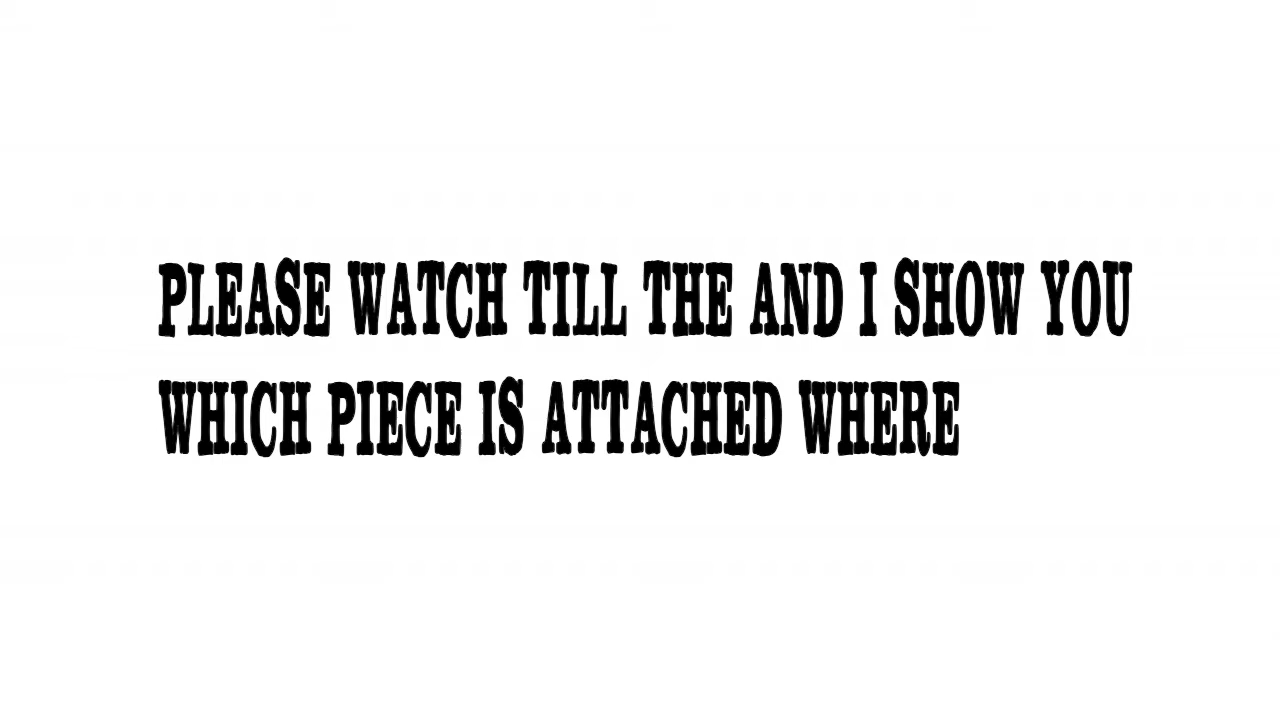 PLEASE WATCH TILL THE AND I SHOW YOU
WHICH PIECE IS ATTACHED WHERE